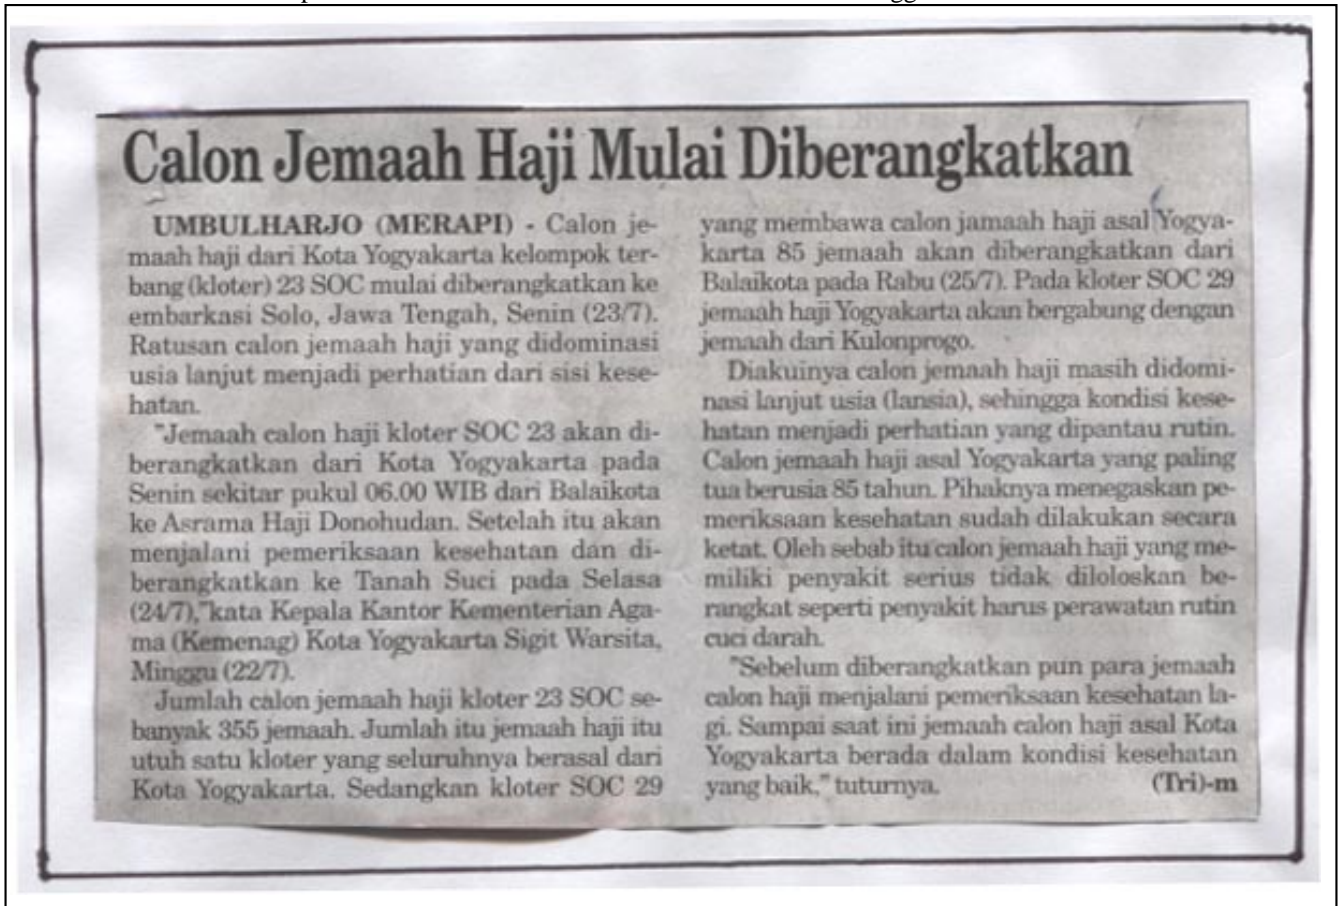 Calon Jemaah Haji Mulai Diberangkatkan
UMBULHARJO (MERAPI) - Calon je-
maah haji dari Kota Yogyakarta kelompok ter-
bang (kloter) 23 SOC mulai diberangkatkan ke
embarkasi Solo, Jawa Tengah, Senin (23/7).
Ratusan calon jemaah haji yang didominasi
usia lanjut menjadi perhatian dari sisi kese-
hatan.
"Jemaah calon haji kloter SOC 23 akan di-
berangkatkan dari Kota Yogyakarta pada
Senin sekitar pukul 06.00 WIB dari Balaikota
ke Asrama Haji Donohudan. Setelah itu akan
menjalani pemeriksaan kesehatan dan di-
berangkatkan ke Tanah Suci pada Selasa
(24/7),"kata Kepala Kantor Kementerian Aga-
ma (Kemenag) Kota Yogyakarta Sigit Warsita,
Minggu (22/7).
Jumlah calon jemaah haji kloter 23 SOC se-
banyak 355 jemaah. Jumlah itu jemaah haji itu
utuh satu kloter yang seluruhnya berasal dari
Kota Yogyakarta. Sedangkan kloter SOC 29
yang membawa calon jamaah haji asal Yogya-
karta 85 jemaah akan diberangkatkan dari
Balaikota pada Rabu (25/7). Pada kloter SOC 29
jemaah haji Yogyakarta akan bergabung dengan
jemaah dari Kulonprogo.
Diakuinya calon jemaah haji masih didomi-
nasi lanjut usia (lansia), sehingga kondisi kese-
hatan menjadi perhatian yang dipantau rutin.
Calon jemaah haji asal Yogyakarta yang paling
tua berusia 85 tahun. Pihaknya menegaskan pe-
meriksaan kesehatan sudah dilakukan secara
ketat. Oleh sebab itu calon jemaah haji yang me-
miliki penyakit serius tidak diloloskan be-
rangkat seperti penyakit harus perawatan rutin
cuci darah.
"Sebelum diberangkatkan pun para jemaah
calon haji menjalani pemeriksaan kesehatan la-
gi. Sampai saat ini jemaah calon haji asal Kota
Yogyakarta berada dalam kondisi kesehatan
yang baik," tuturnya. (Tri)-m